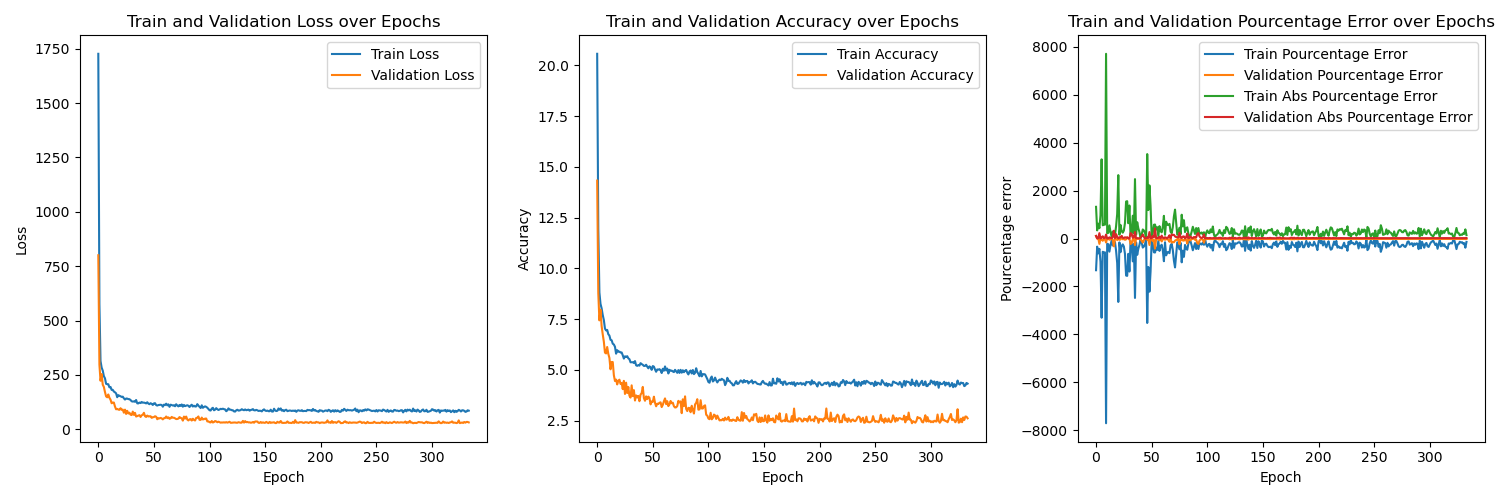 Train and Validation Loss over Epochs
Train Loss
Validation Loss
1750
1500
1250
1000
750
500
250
0
Loss
0 50 100 150 200 250 300
Epoch
Train and Validation Accuracy over Epochs
Train Accuracy
Validation Accuracy
20.0
17.5
15.0
12.5
10.0
7.5
5.0
2.5
Accuracy
0 50 100 150 200 250 300
Epoch
Train and Validation Pourcentage Error over Epochs
Train Pourcentage Error
Validation Pourcentage Error
Train Abs Pourcentage Error
Validation Abs Pourcentage Error
8000
6000
4000
2000
0
−2000
−4000
−6000
−8000
Pourcentage error
0 50 100 150 200 250 300
Epoch